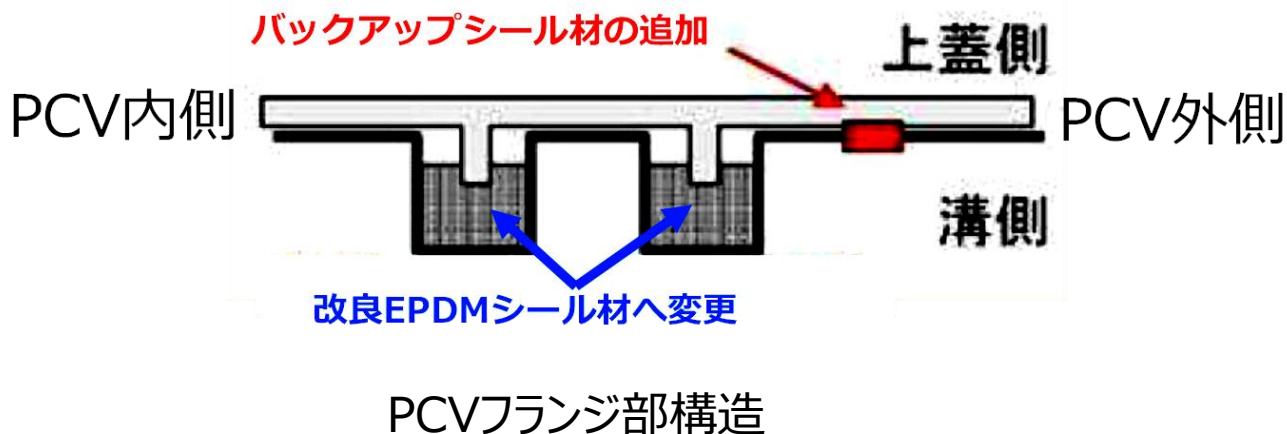 バックアップシール材の追加
上蓋側
PCV内側
PCV外側
溝側
改良EPDMシール材へ変更
PCVフランジ部構造